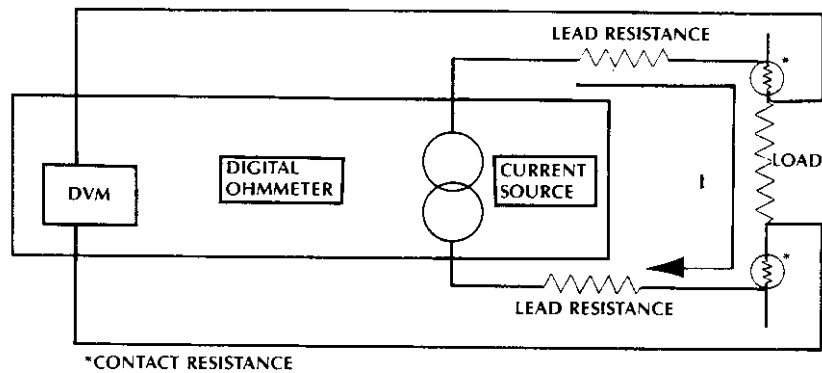 LEAD RESISTANCE
*
DIGITAL
OHMMETER
CURRENT
SOURCE
LOAD
DVM
I
*
LEAD RESISTANCE
*CONTACT RESISTANCE